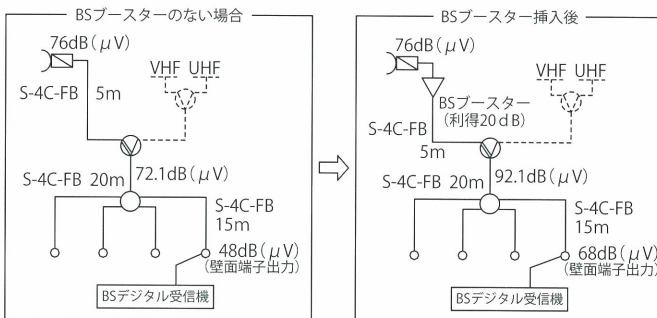 BSブースターのない場合
76dB(μV)
VHF UHF
S-4C-FB 5m
72.1dB(μV)
S-4C-FB 20m
S-4C-FB
15m
48dB(μV)
(壁面端子出力)
BSデジタル受信機
BSブースター挿入後
76dB(μV)
VHF UHF
BSブースター
(利得20dB)
S-4C-FB
5m
92.1dB(μV)
S-4C-FB 20m
S-4C-FB
15m
68dB(μV)
(壁面端子出力)
BSデジタル受信機